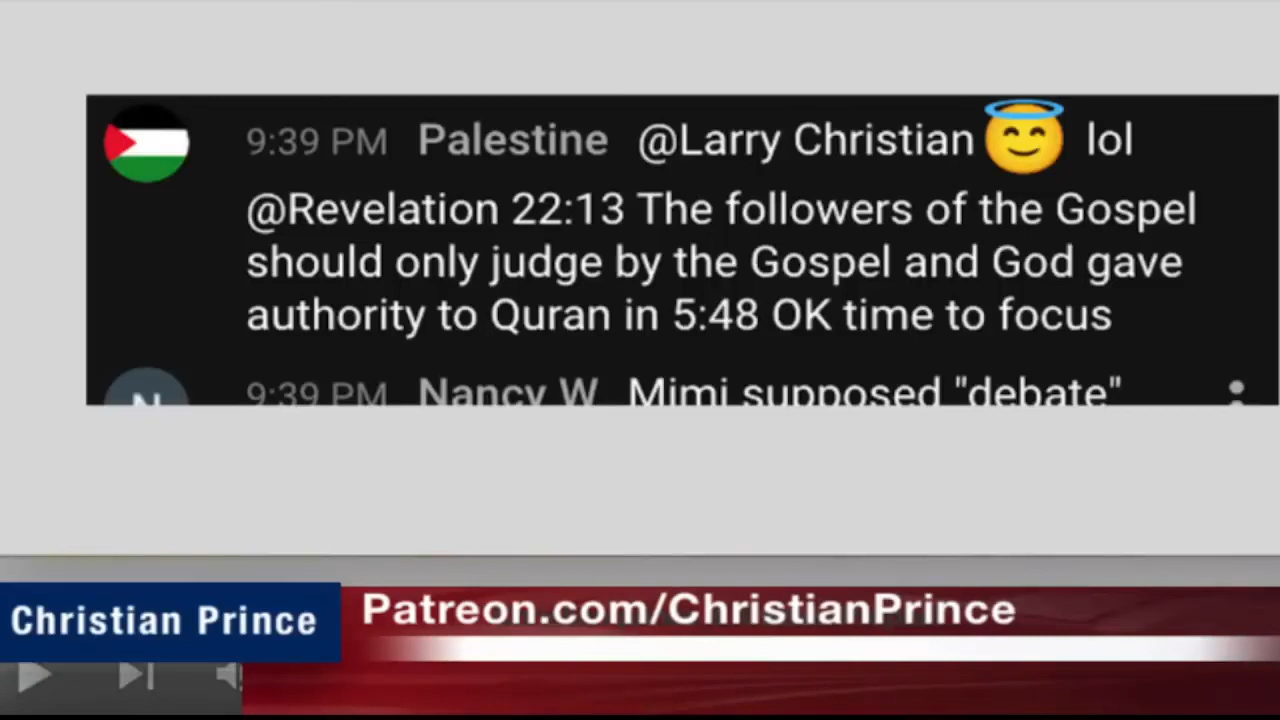 9:39 PM Palestine @Larry Christian 😇 lol
@Revelation 22:13 The followers of the Gospel
should only judge by the Gospel and God gave
authority to Quran in 5:48 OK time to focus
N 9:39 PM Nancy W Mimi supposed "debate"
Christian Prince
Patreon.com/ChristianPrince